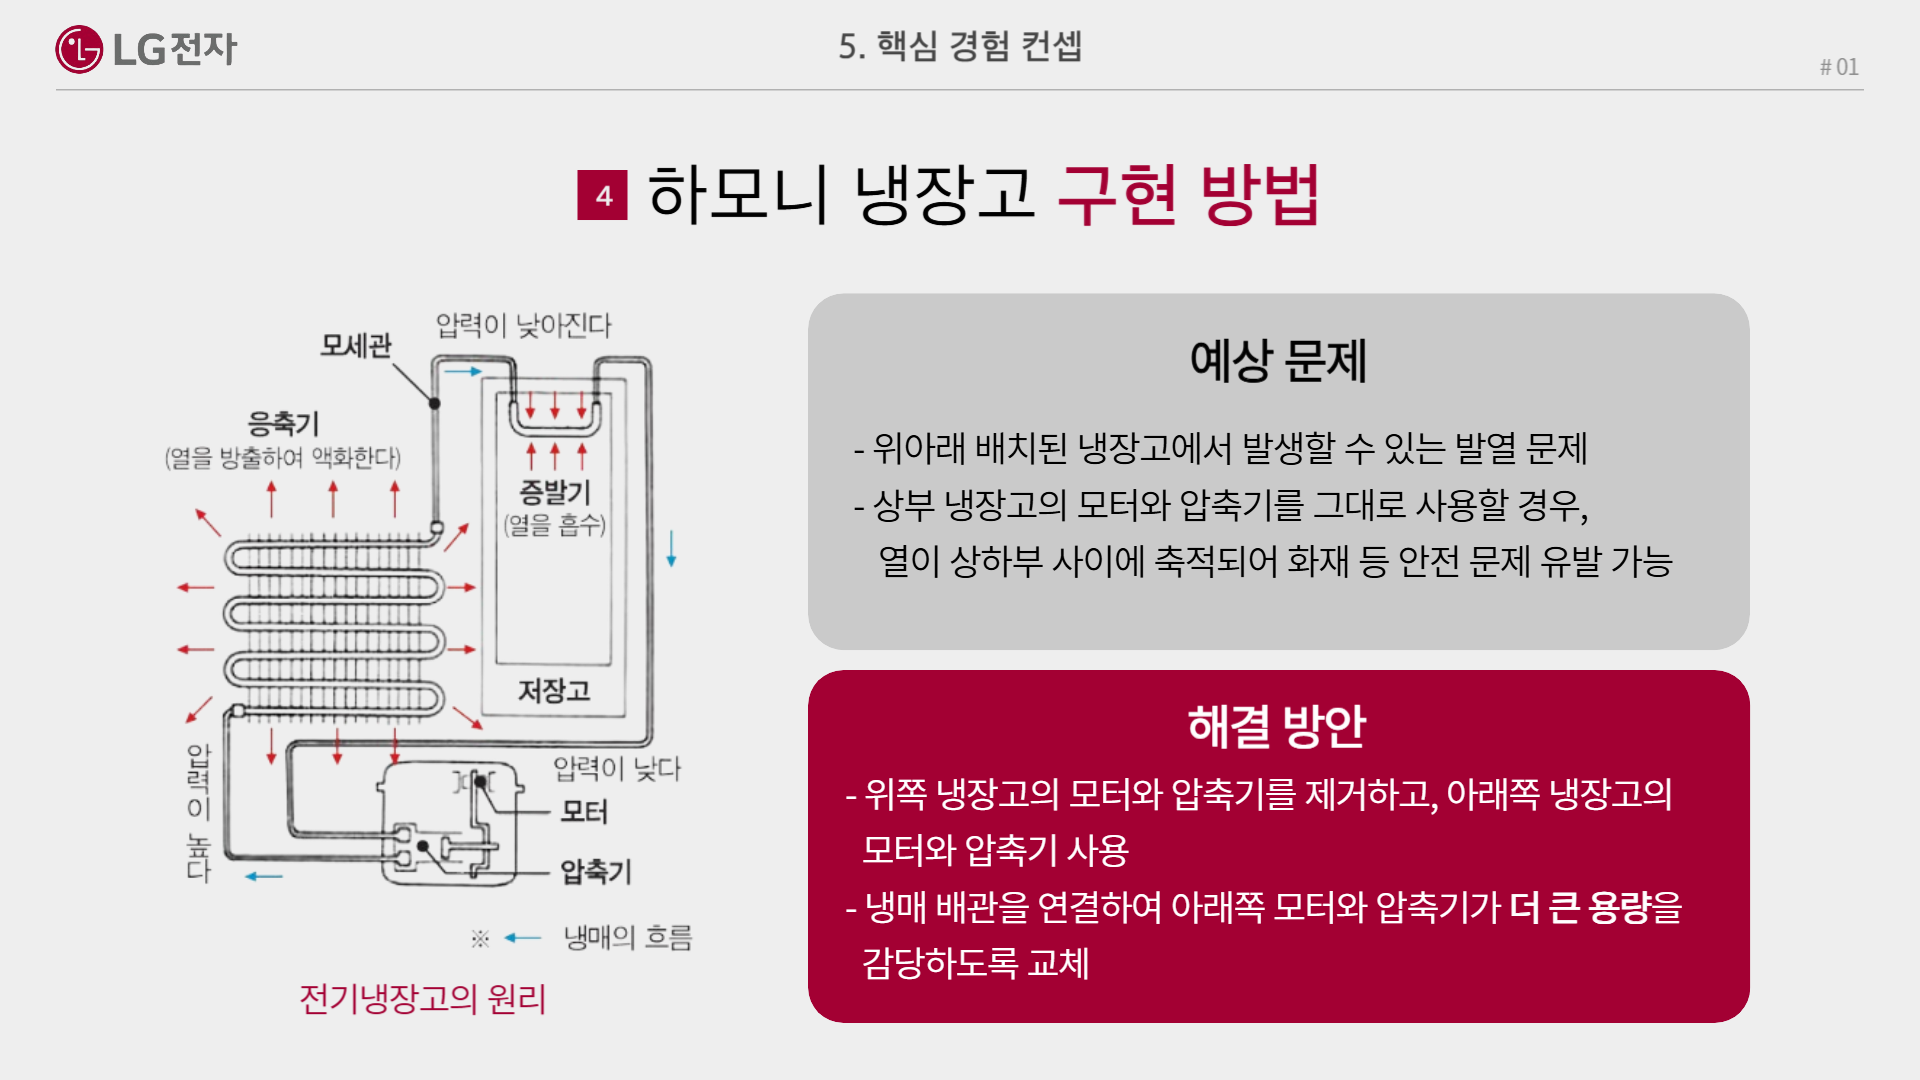 LG전자
5. 핵심 경험 컨셉
# 01
4 하모니 냉장고 구현 방법
압력이 낮아진다
모세관
응축기
(열을 방출하여 액화한다)
증발기
(열을 흡수)
저장고
압력이 높다
압력이 낮다
모터
압축기
※ 냉매의 흐름
전기냉장고의 원리
예상 문제
- 위아래 배치된 냉장고에서 발생할 수 있는 발열 문제
- 상부 냉장고의 모터와 압축기를 그대로 사용할 경우,
열이 상하부 사이에 축적되어 화재 등 안전 문제 유발 가능
해결 방안
- 위쪽 냉장고의 모터와 압축기를 제거하고, 아래쪽 냉장고의
모터와 압축기 사용
- 냉매 배관을 연결하여 아래쪽 모터와 압축기가 더 큰 용량을
감당하도록 교체